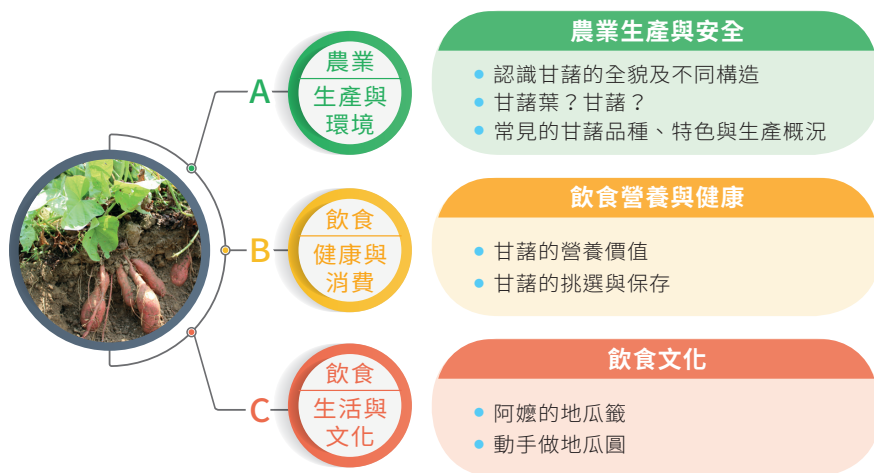 A
農業
生產與
環境
農業生產與安全
認識甘藷的全貌及不同構造
甘藷葉？甘藷？
常見的甘藷品種、特色與生產概況
B
飲食
健康與
消費
飲食營養與健康
甘藷的營養價值
甘藷的挑選與保存
C
飲食
生活與
文化
飲食文化
阿嬤的地瓜籤
動手做地瓜圓